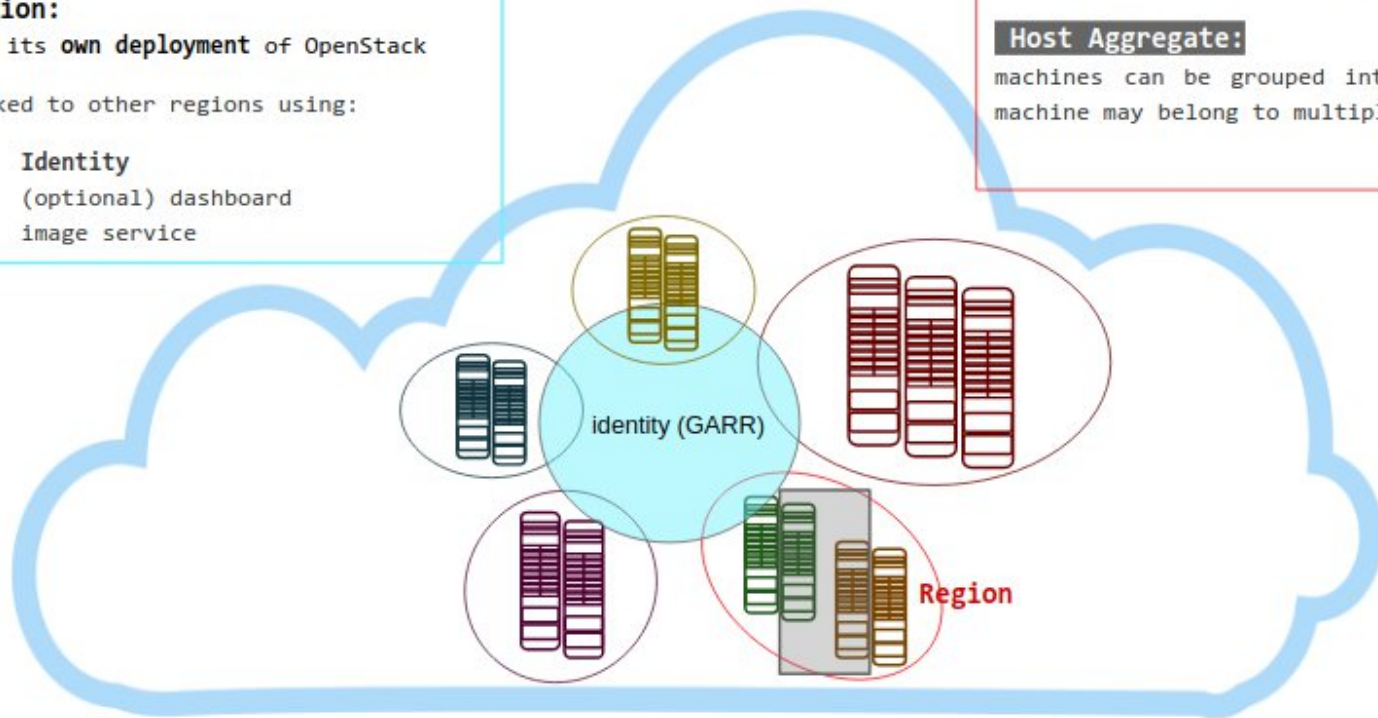 ion:
its own deployment of OpenStack
ked to other regions using:
Identity
(optional) dashboard
image service
Host Aggregate:
machines can be grouped int
machine may belong to multipl
identity (GARR)
Region